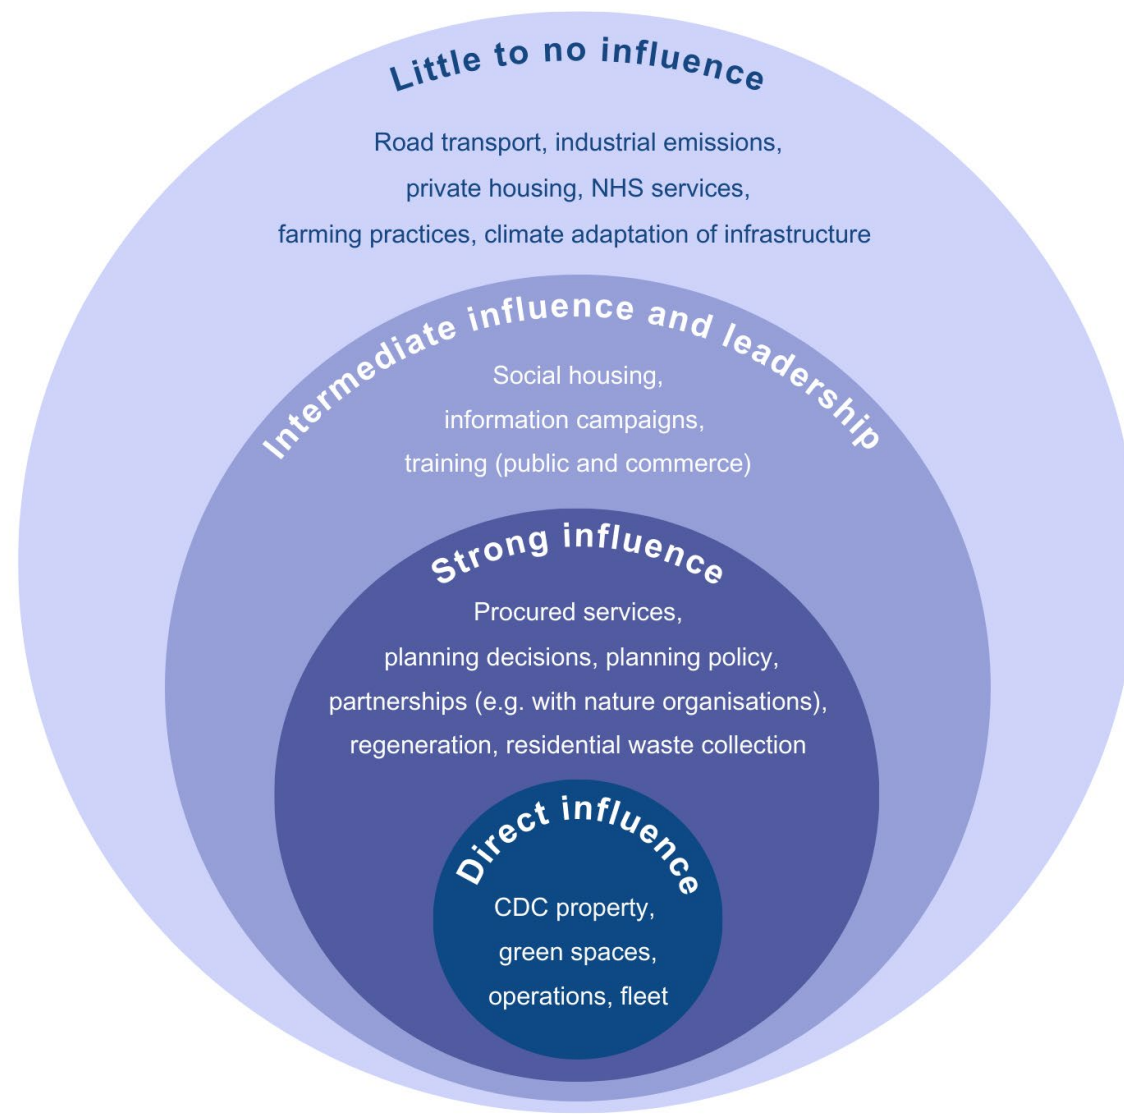 Little to no influence
Road transport, industrial emissions,
private housing, NHS services,
farming practices, climate adaptation of infrastructure
Intermediate influence and leadership
Social housing,
information campaigns,
training (public and commerce)
Strong influence
Procured services,
planning decisions, planning policy,
partnerships (e.g. with nature organisations),
regeneration, residential waste collection
Direct influence
CDC property,
green spaces,
operations, fleet